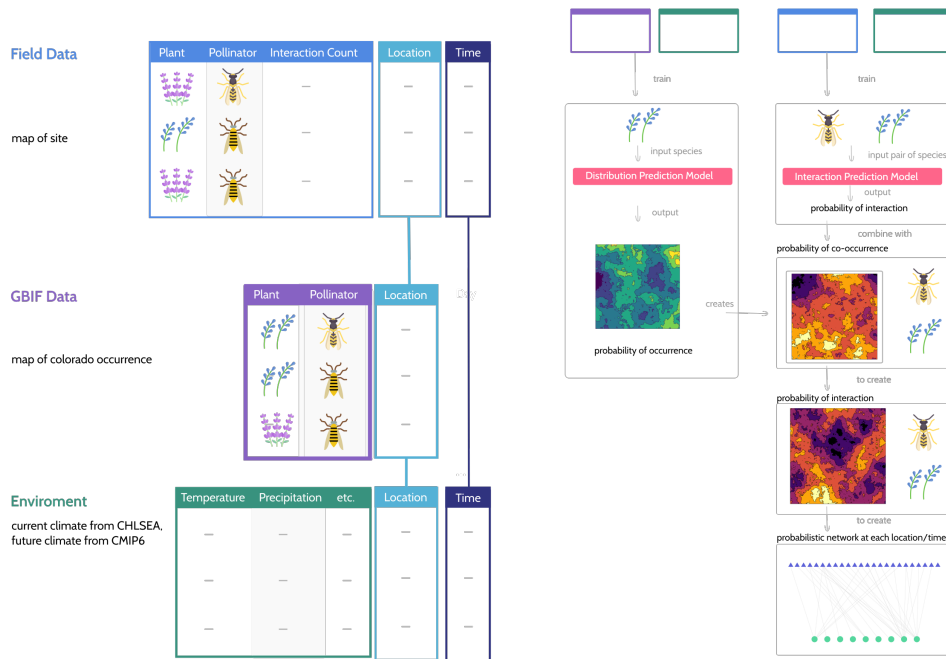 Field Data
Plant Pollinator Interaction Count Location Time
map of site
GBIF Data
Plant Pollinator Location
map of colorado occurrence
Enviroment
Temperature Precipitation etc. Location Time
current climate from CHLSEA,
future climate from CMIP6
train
input species
Distribution Prediction Model
output
probability of occurrence
creates
train
input pair of species
Interaction Prediction Model
output
probability of interaction
combine with
probability of co-occurrence
to create
probability of interaction
to create
probabilistic network at each location/time